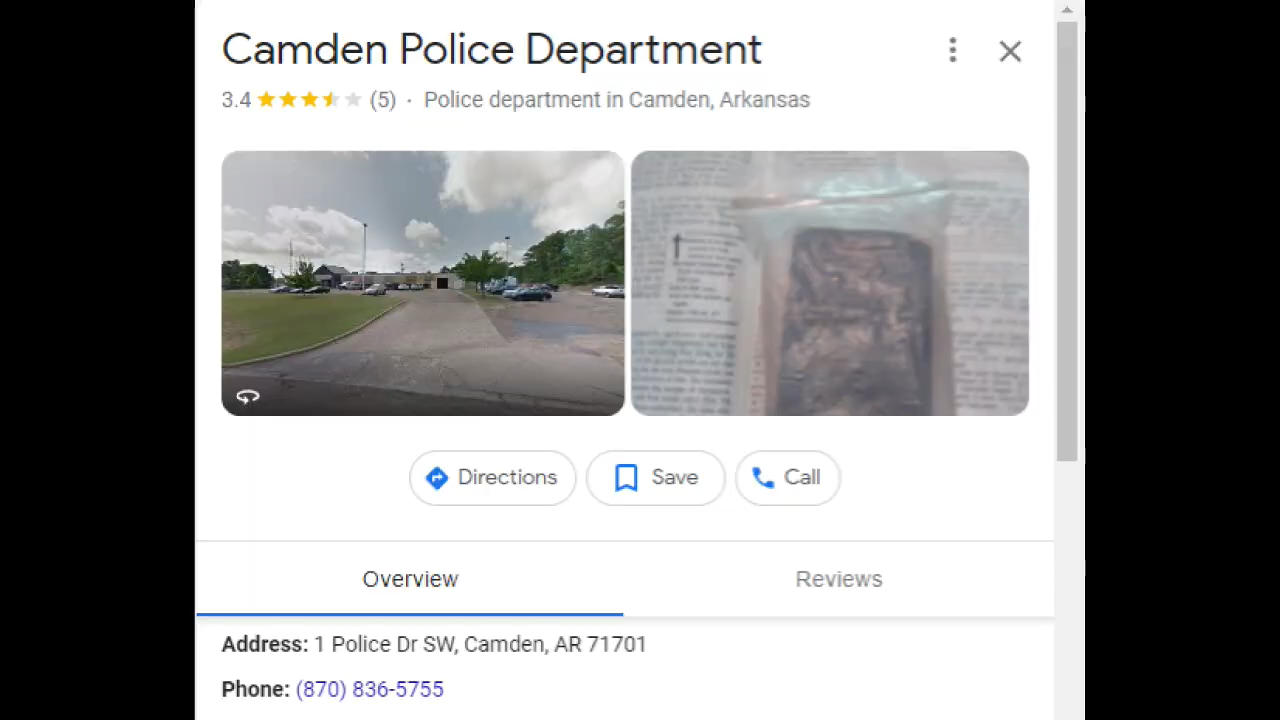 Camden Police Department
3.4 (5) · Police department in Camden, Arkansas
Directions
Save
Call
Overview
Reviews
Address: 1 Police Dr SW, Camden, AR 71701
Phone: (870) 836-5755